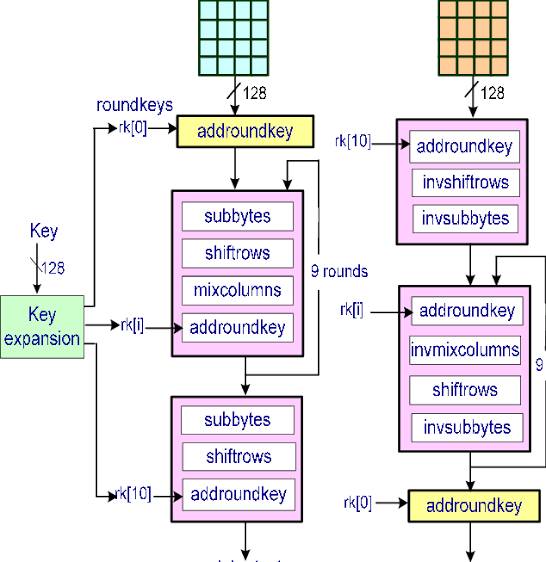 128
roundkeys
rk[0]
addroundkey
subbytes
shiftrows
mixcolumns
addroundkey
9 rounds
Key
128
Key
expansion
rk[i]
subbytes
shiftrows
addroundkey
rk[10]
128
rk[10]
addroundkey
invshiftrows
invsubbytes
rk[i]
addroundkey
invmixcolumns
shiftrows
invsubbytes
9
rk[0]
addroundkey